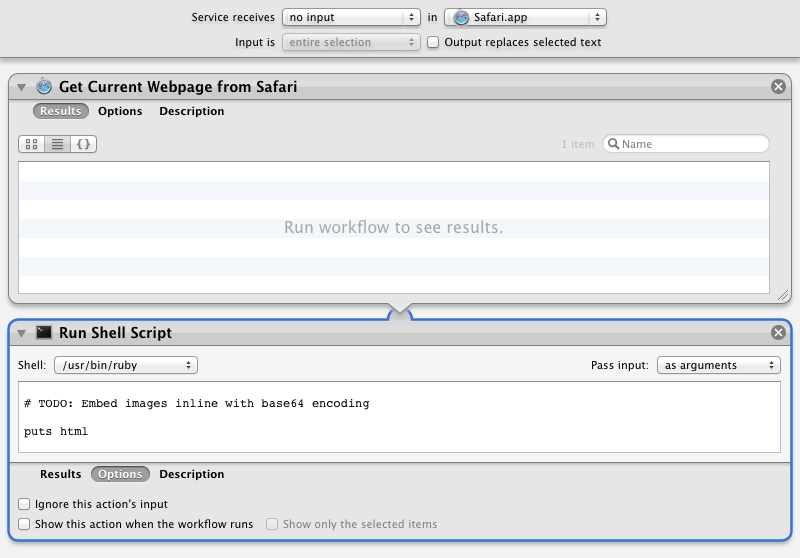 Service receives no input in Safari.app
Input is entire selection Output replaces selected text
Get Current Webpage from Safari
Results Options Description
{} 1 item Name
Run workflow to see results.
Run Shell Script
Shell: /usr/bin/ruby Pass input: as arguments
# TODO: Embed images inline with base64 encoding
puts html
Results Options Description
Ignore this action's input
Show this action when the workflow runs Show only the selected items